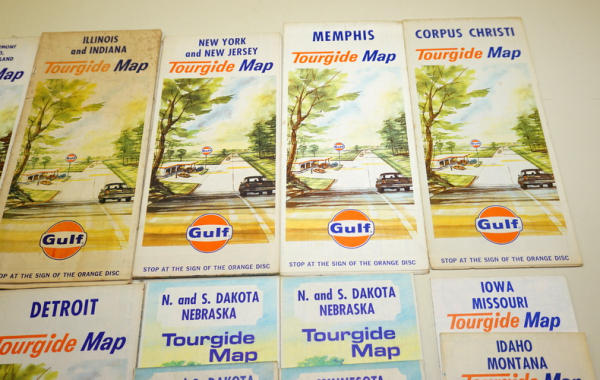 ILLINOIS
and INDIANA
Tourgide Map
Gulf
STOP AT THE SIGN OF THE ORANGE DISC
NEW YORK
and NEW JERSEY
Tourgide Map
Gulf
STOP AT THE SIGN OF THE ORANGE DISC
MEMPHIS
Tourgide Map
Gulf
STOP AT THE SIGN OF THE ORANGE DISC
CORPUS CHRISTI
Tourgide Map
Gulf
STOP AT THE SIGN OF THE ORANGE DISC
Map
DETROIT
Tourgide Map
N. and S. DAKOTA
NEBRASKA
Tourgide
Map
N. and S. DAKOTA
NEBRASKA
Tourgide
Map
IOWA
MISSOURI
Tourgide Map
IDAHO
MONTANA
Tourgide Map